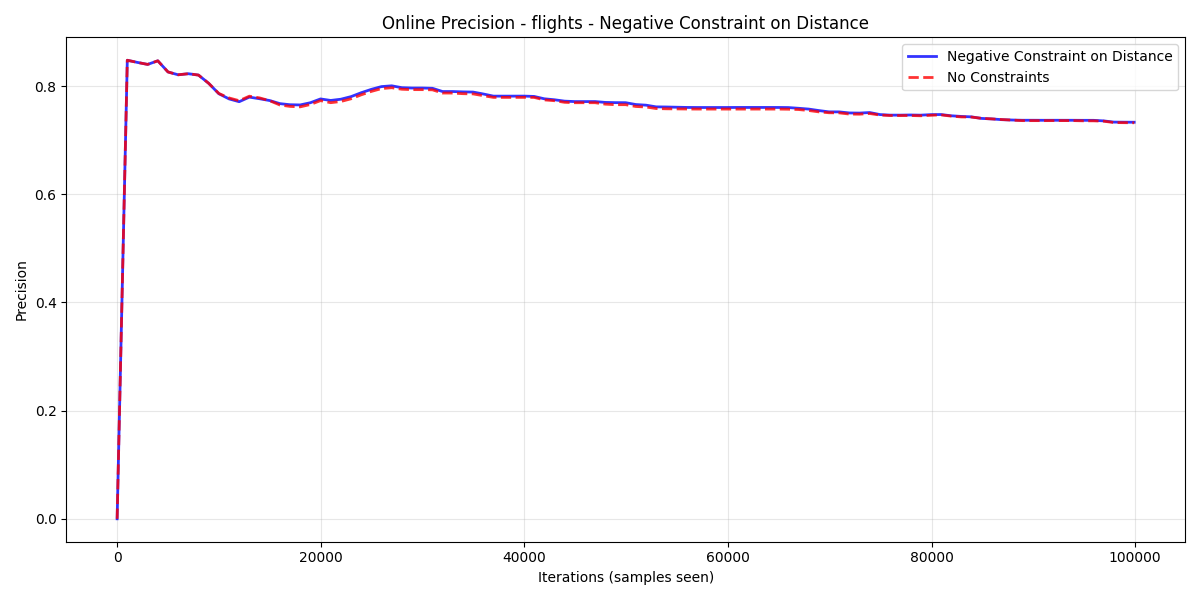 Online Precision - flights - Negative Constraint on Distance
Negative Constraint on Distance
No Constraints
Precision
0.8
0.6
0.4
0.2
0.0
0
20000
40000
60000
80000
100000
Iterations (samples seen)